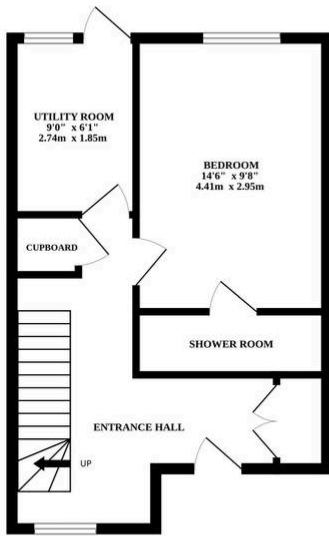 UTILITY ROOM
9'0" x 6'1"
2.74m x 1.85m
BEDROOM
14'6" x 9'8"
4.41m x 2.95m
CUPBOARD
SHOWER ROOM
ENTRANCE HALL
UP